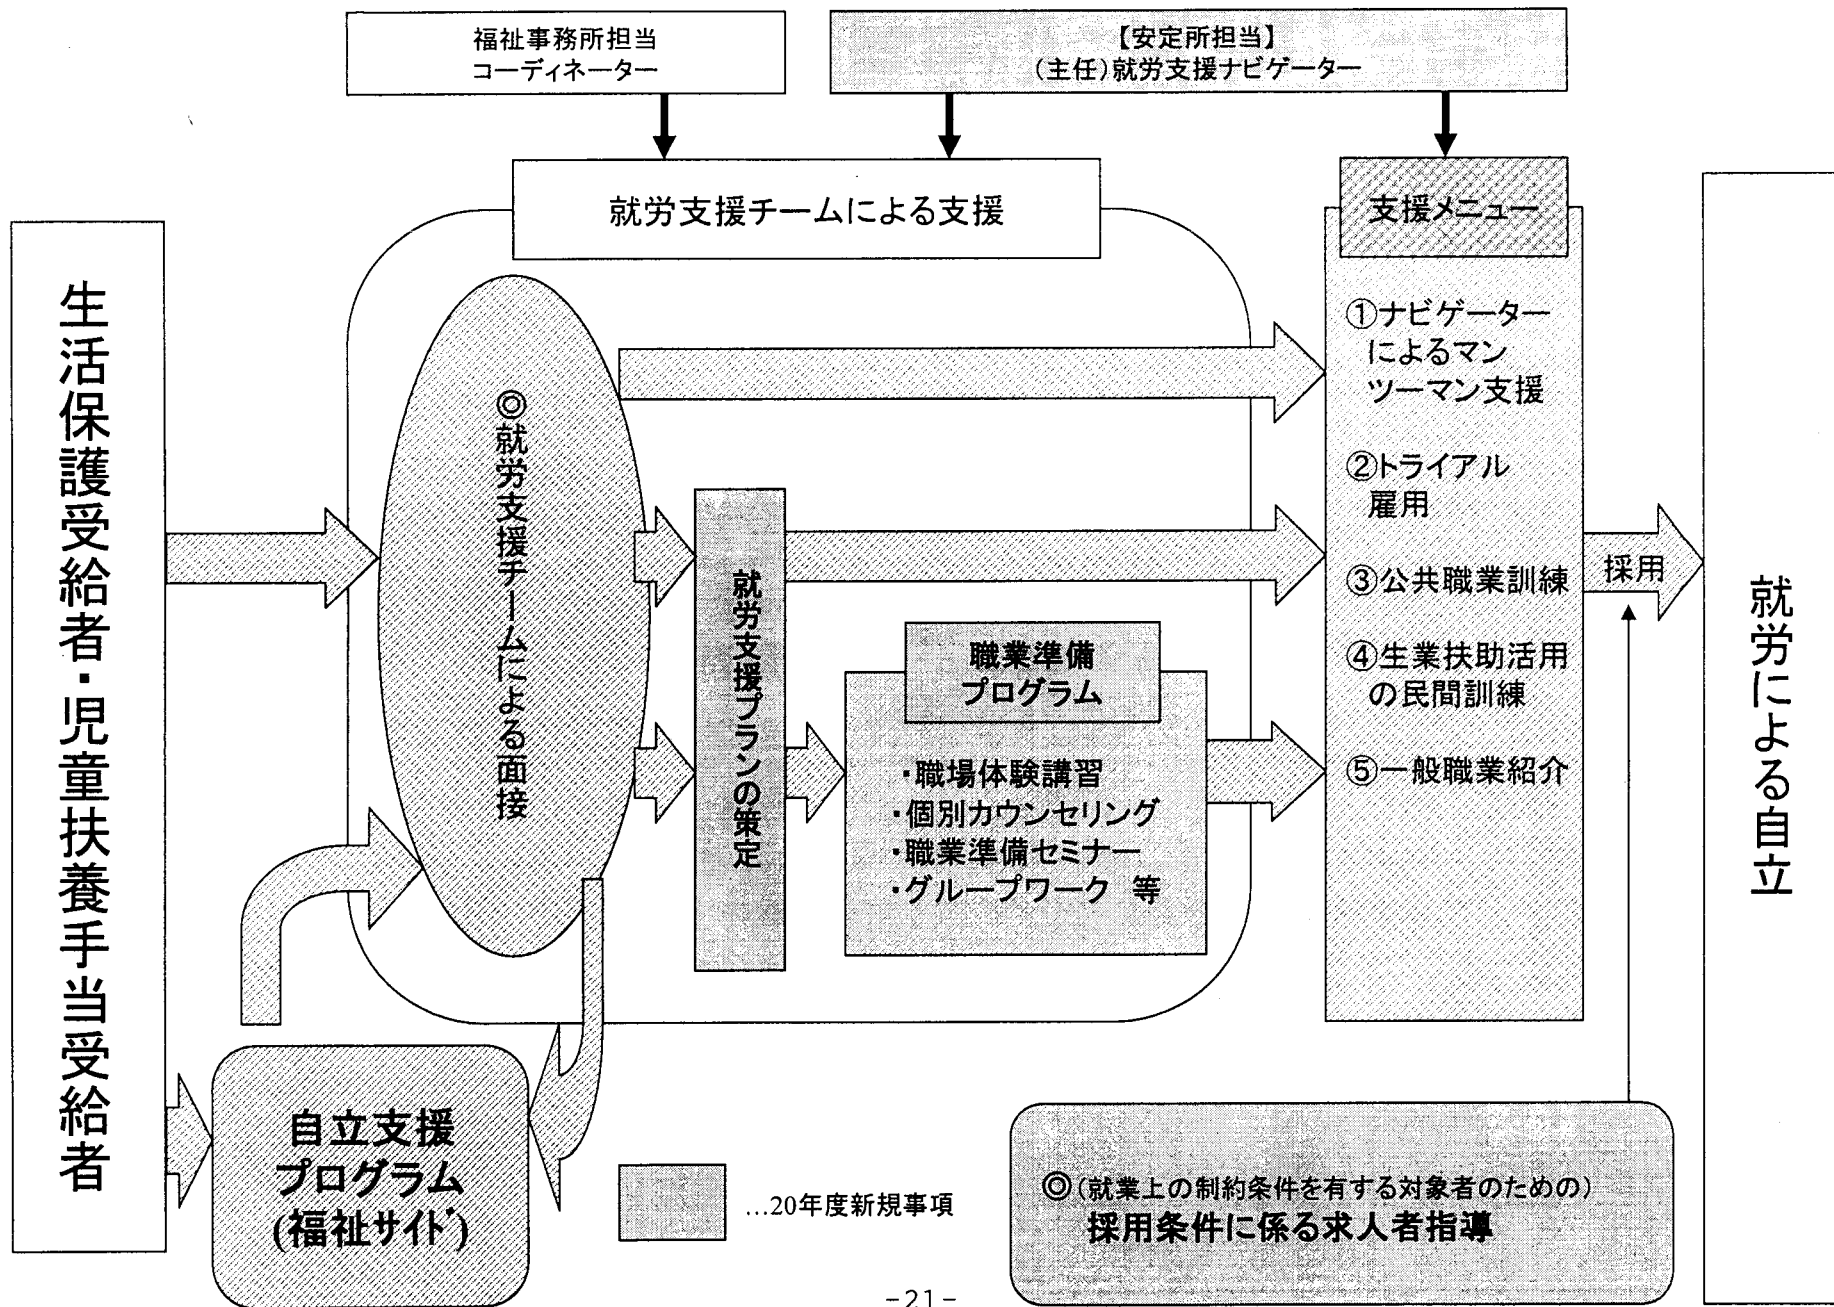 福祉事務所担当
コーディネーター
【安定所担当】
(主任)就労支援ナビゲーター
就労支援チームによる支援
支援メニュー
生活保護受給者・児童扶養手当受給者
◎就労支援チームによる面接
就労支援プランの策定
職業準備
プログラム
・職場体験講習
・個別カウンセリング
・職業準備セミナー
・グループワーク 等
①ナビゲーター
によるマン
ツーマン支援
②トライアル
雇用
③公共職業訓練
④生業扶助活用
の民間訓練
⑤一般職業紹介
採用
就労による自立
自立支援
プログラム
(福祉サイド)
…20年度新規事項
◎(就業上の制約条件を有する対象者のための)
採用条件に係る求人者指導
-21-